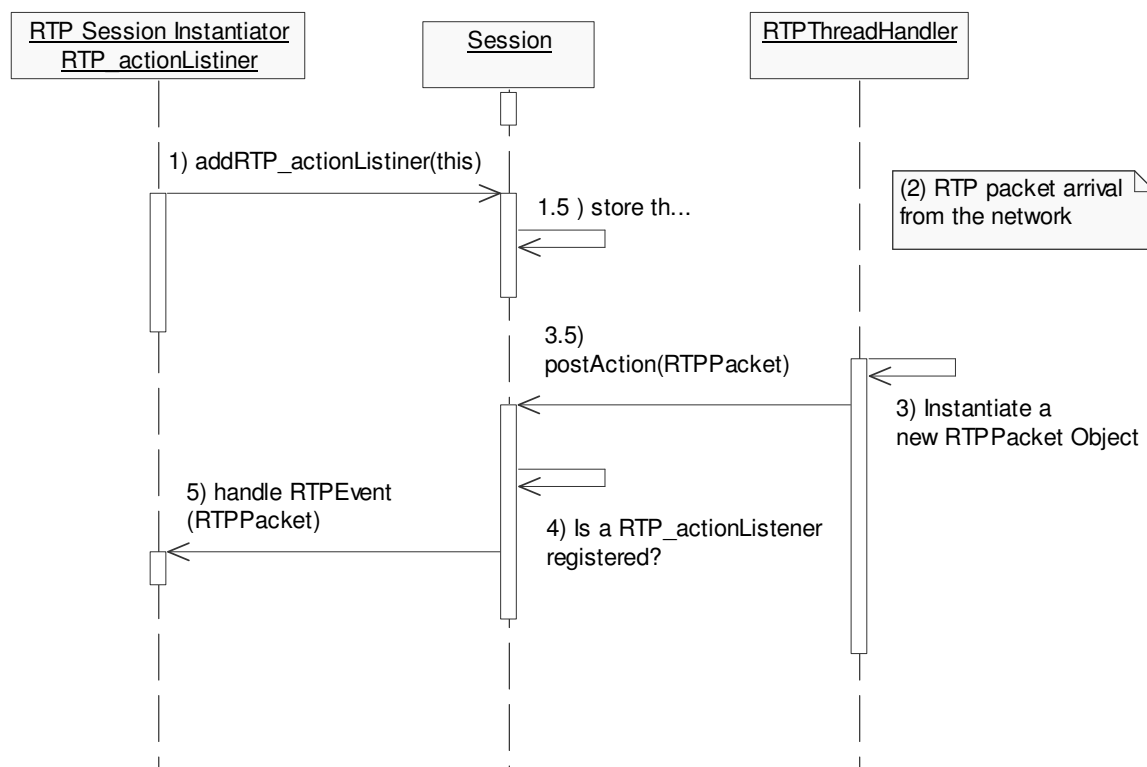 RTP Session Instantiator
RTP_actionListiner
Session
RTPThreadHandler
1) addRTP_actionListiner(this)
(2) RTP packet arrival
from the network
1.5 ) store th...
3.5)
postAction(RTPPacket)
3) Instantiate a
new RTPPacket Object
5) handle RTPEvent
(RTPPacket)
4) Is a RTP_actionListener
registered?